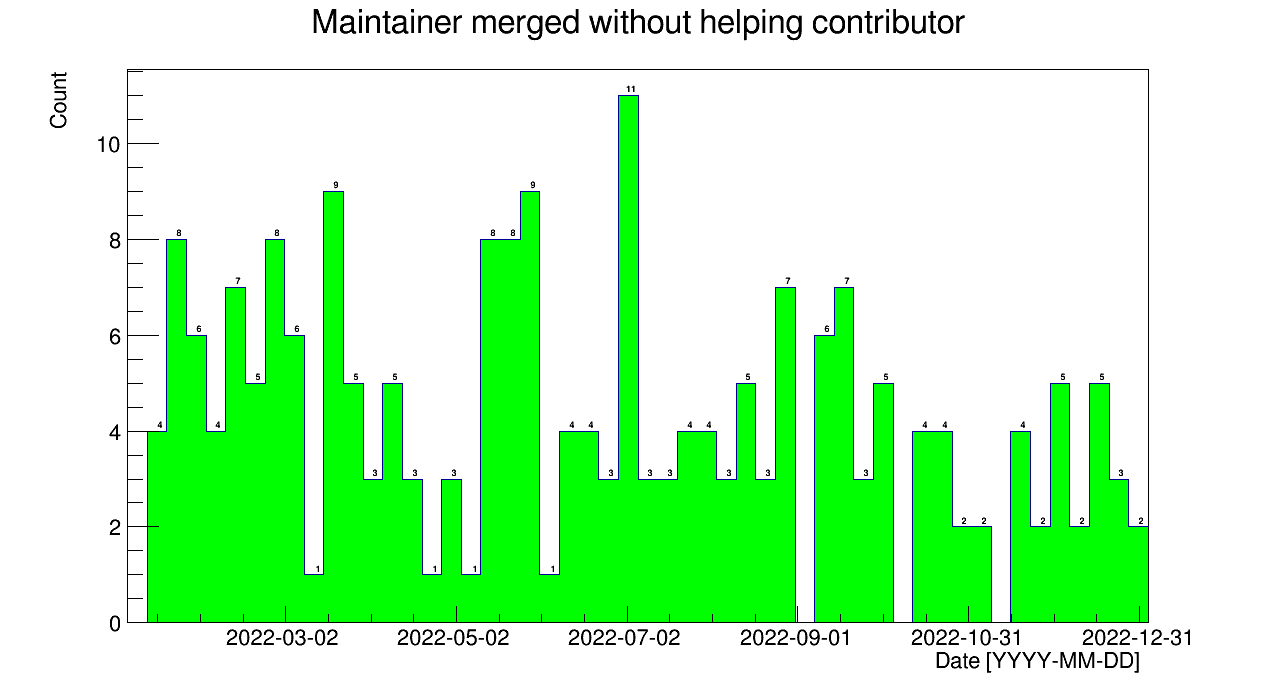 Maintainer merged without helping contributor
Count
11
10
9 9
8 8 8 8 8
7 7 7
6 6 6 6
5 5 5 5 5 5 5
4 4 4 4 4 4 4 4 4 4
3 3 3 3 3 3 3 3 3 3
2 2 2 2 2 2
1 1 1 1
0
2022-03-02 2022-05-02 2022-07-02 2022-09-01 2022-10-31 2022-12-31
Date [YYYY-MM-DD]